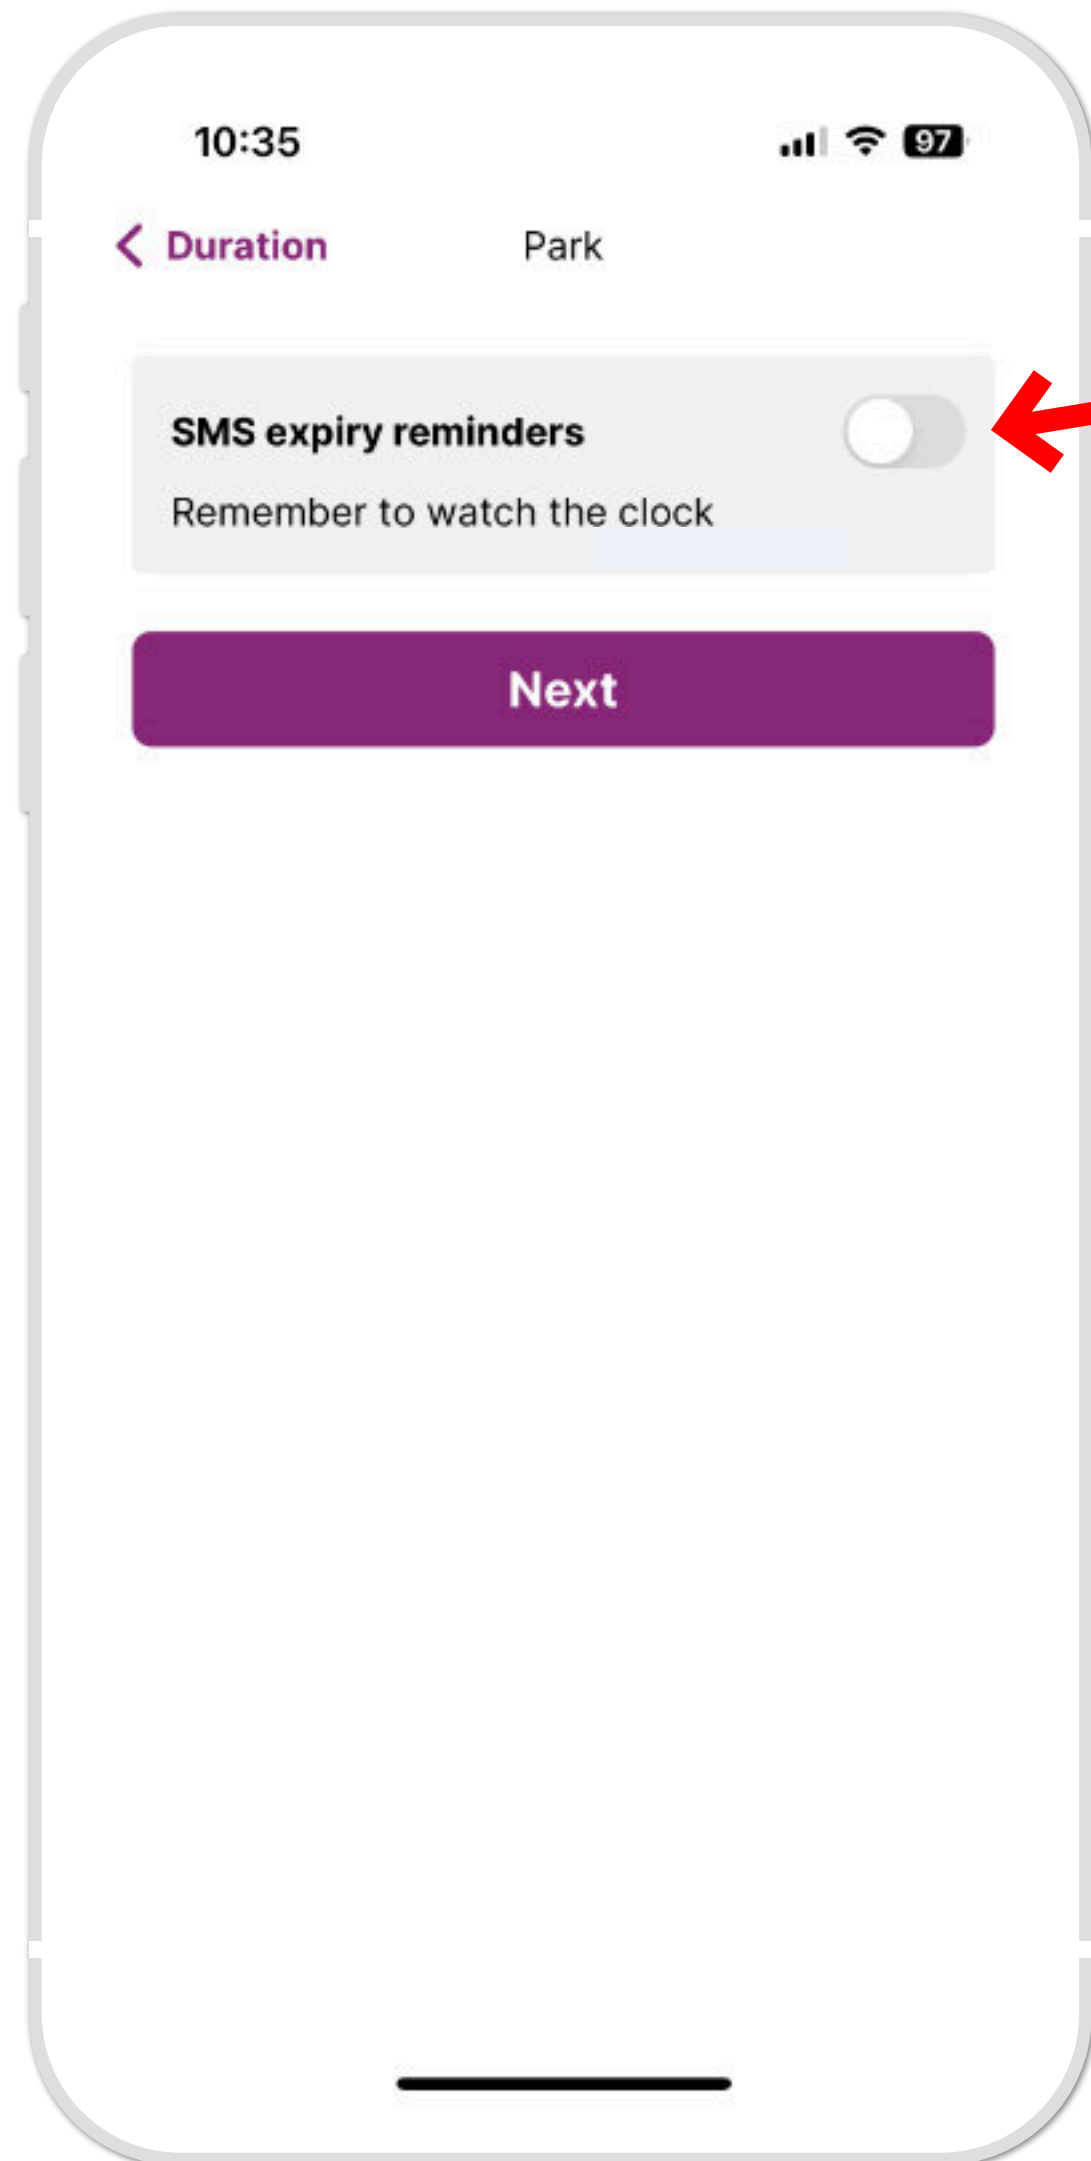 10:35 97
Duration Park
SMS expiry reminders
Remember to watch the clock
Next